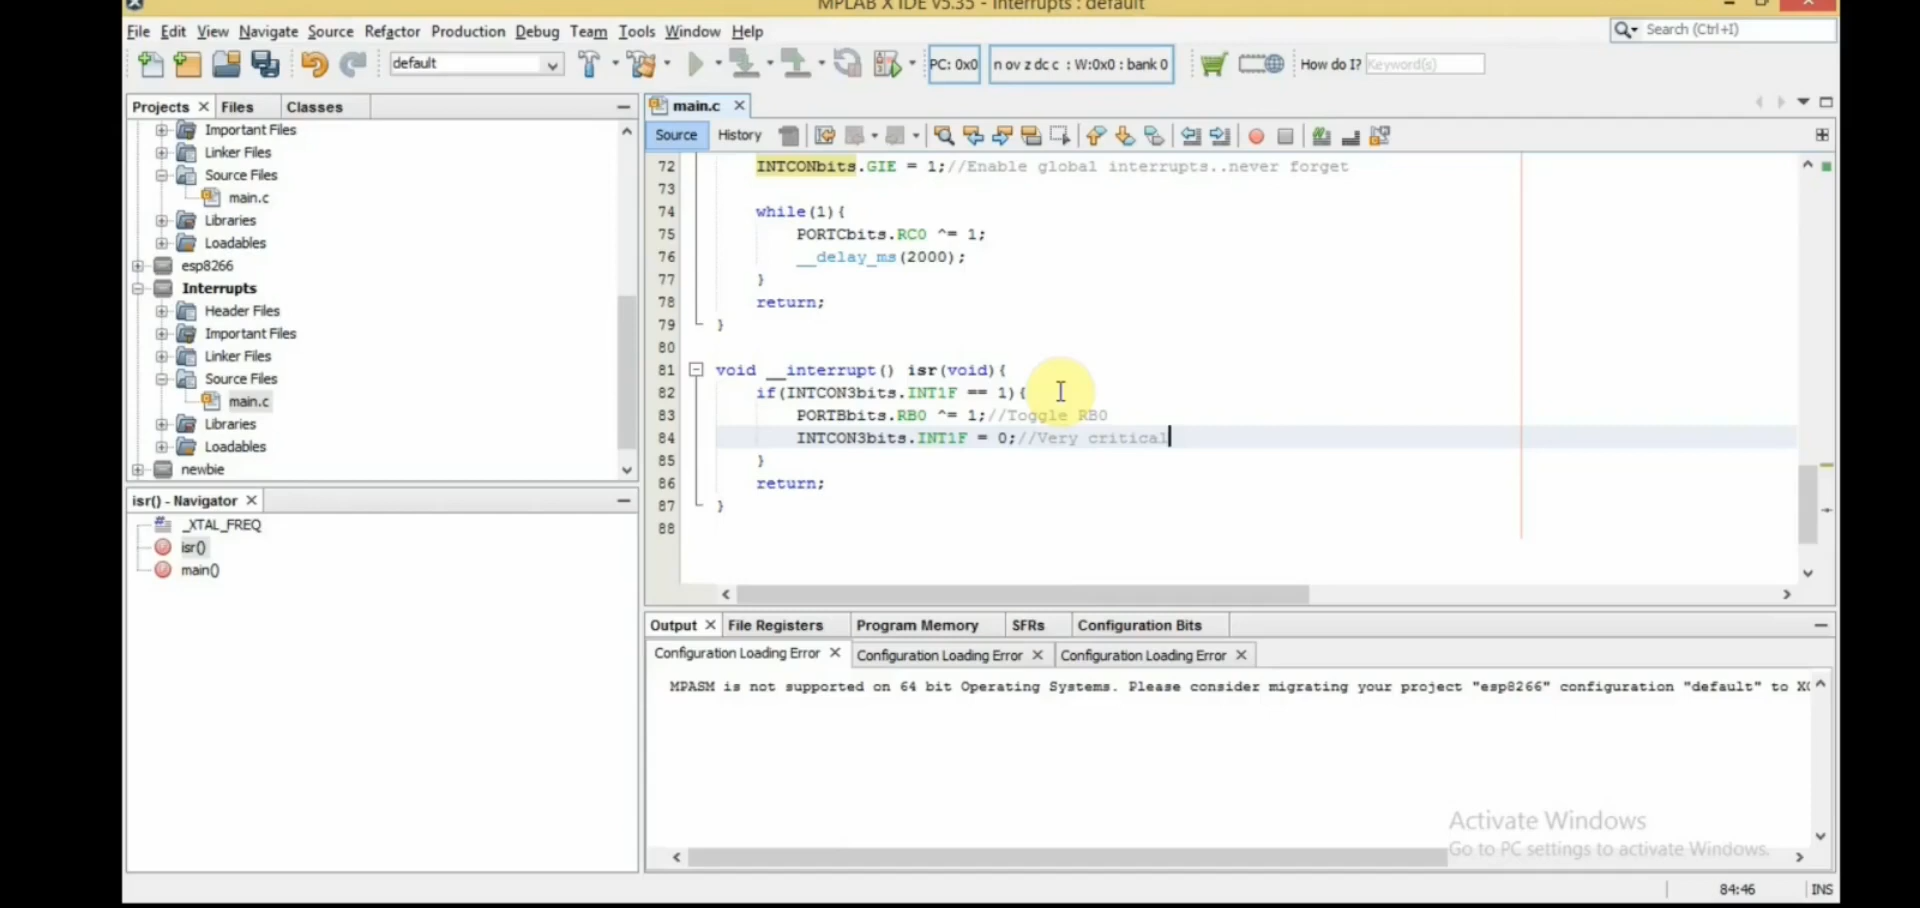 MPLAB X IDE v5.35 - Interrupts : default
File Edit View Navigate Source Refactor Production Debug Team Tools Window Help
Search (Ctrl+I)
default
PC: 0x0
n ov z dc c : W:0x0 : bank 0
How do I? Keyword(s)
Projects Files Classes
main.c
Source History
Important Files
Linker Files
Source Files
main.c
Libraries
Loadables
esp8266
Interrupts
Header Files
Important Files
Linker Files
Source Files
main.c
Libraries
Loadables
newbie
72 INTCONbits.GIE = 1;//Enable global interrupts..never forget
73
74 while(1){
75 PORTCbits.RC0 ^= 1;
76 __delay_ms(2000);
77 }
78 return;
79 }
80
81 void __interrupt() isr(void){
82 if(INTCON3bits.INT1F == 1){
83 PORTBbits.RB0 ^= 1;//Toggle RB0
84 INTCON3bits.INT1F = 0;//Very critical
85 }
86 return;
87 }
88
isr() - Navigator
_XTAL_FREQ
isr()
main()
Output File Registers Program Memory SFRs Configuration Bits
Configuration Loading Error Configuration Loading Error Configuration Loading Error
MPASM is not supported on 64 bit Operating Systems. Please consider migrating your project "esp8266" configuration "default" to
Activate Windows
Go to PC settings to activate Windows.
84:46 INS